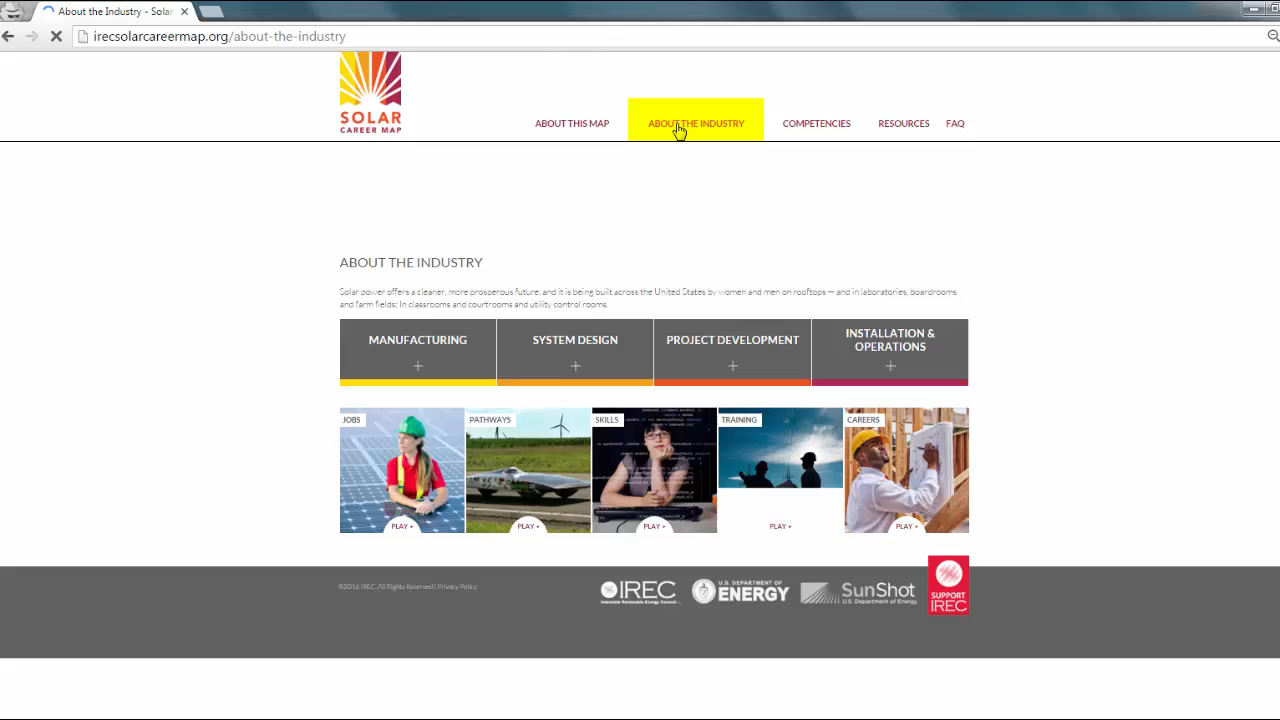 About the Industry - Solar
irecsolarcareermap.org/about-the-industry
SOLAR
CAREER MAP
ABOUT THIS MAP
ABOUT THE INDUSTRY
COMPETENCIES
RESOURCES
FAQ
ABOUT THE INDUSTRY
Solar power offers a cleaner, more prosperous future, and it is being built across the United States by women and men on rooftops — and in laboratories, boardrooms
and farm fields; In classrooms and courtrooms and utility control rooms.
MANUFACTURING
SYSTEM DESIGN
PROJECT DEVELOPMENT
INSTALLATION &
OPERATIONS
JOBS
PATHWAYS
SKILLS
TRAINING
CAREERS
PLAY
PLAY
PLAY
PLAY
PLAY
©2016 IREC. All Rights Reserved | Privacy Policy
IREC
Interstate Renewable Energy Council
U.S. DEPARTMENT OF
ENERGY
SunShot
U.S. Department of Energy
SUPPORT
IREC